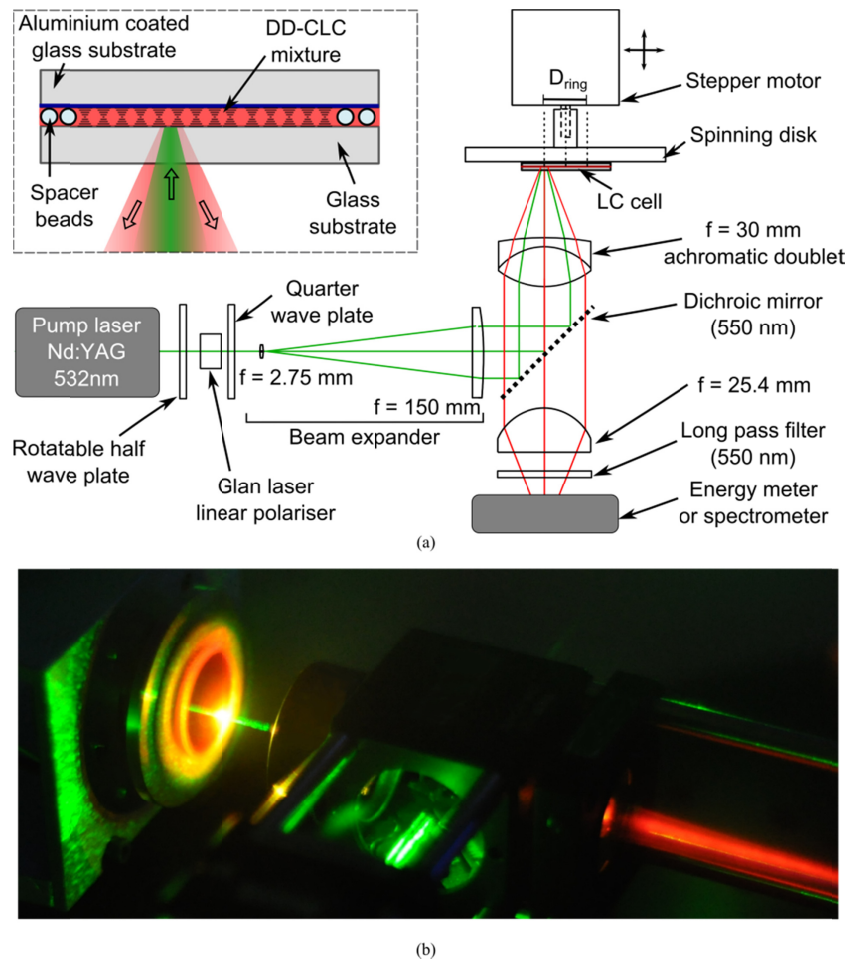 Aluminium coated
glass substrate
DD-CLC
mixture
Spacer
beads
Glass
substrate
D_ring
Stepper motor
Spinning disk
LC cell
f = 30 mm
achromatic doublet
Dichroic mirror
(550 nm)
Quarter
wave plate
Pump laser
Nd:YAG
532nm
f = 2.75 mm
f = 150 mm
Beam expander
Rotatable half
wave plate
Glan laser
linear polariser
f = 25.4 mm
Long pass filter
(550 nm)
Energy meter
or spectrometer
(a)
(b)